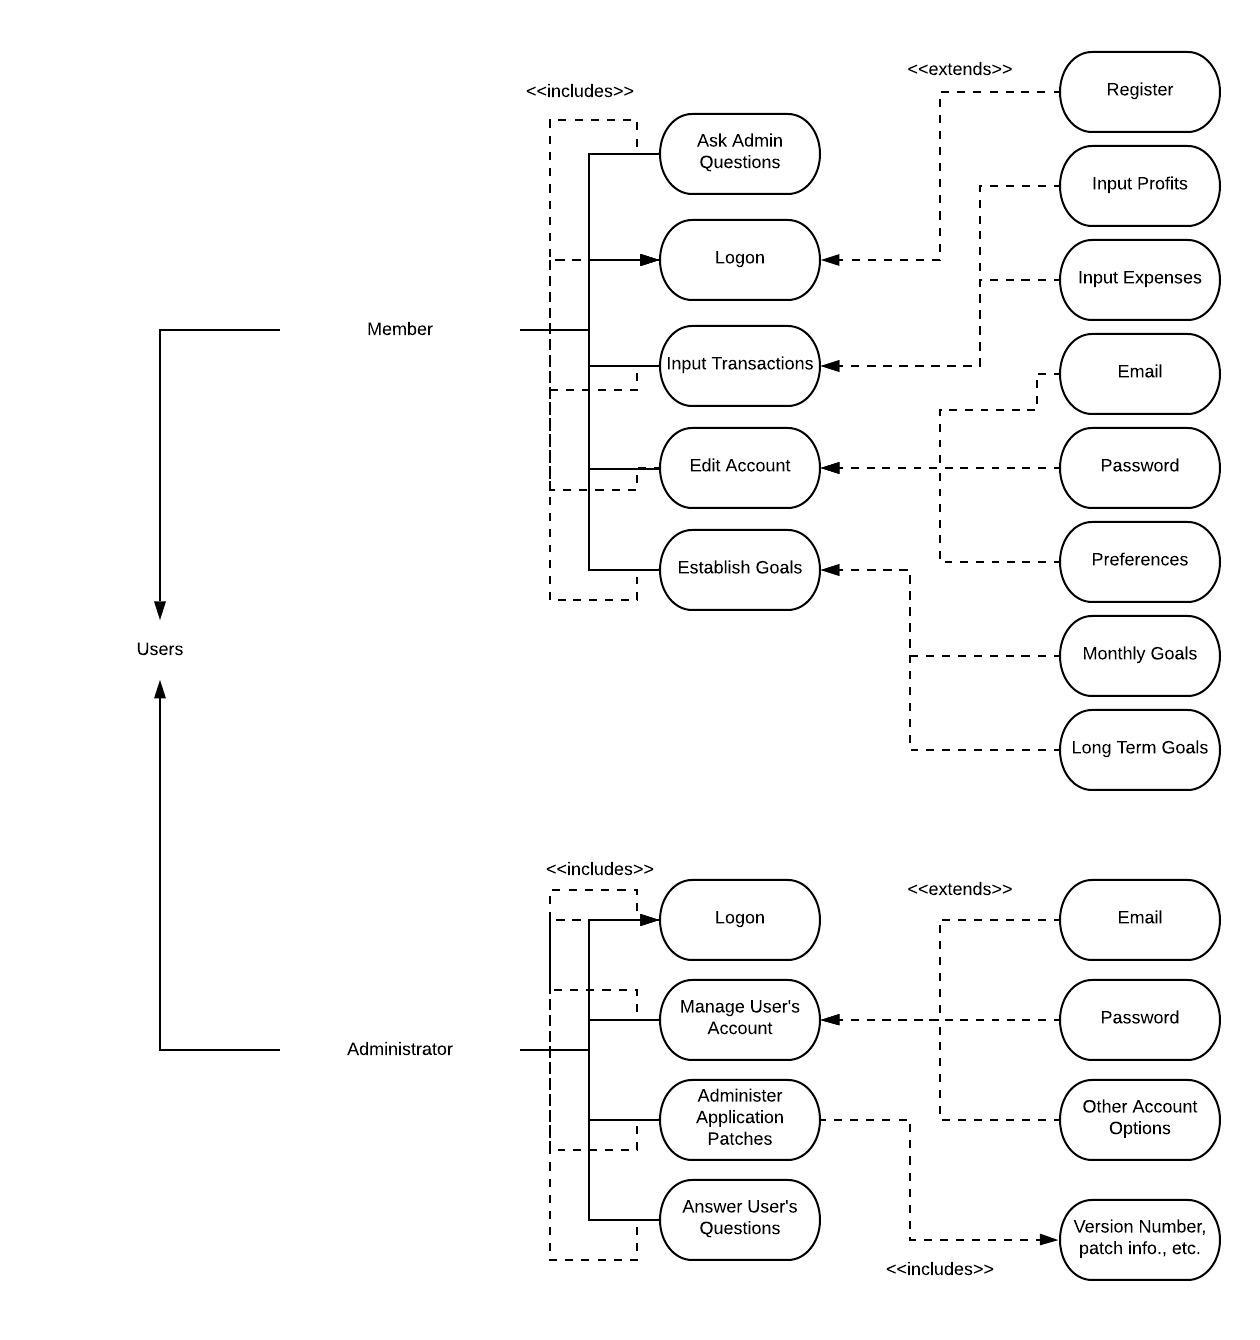 <<extends>>
Register
<<includes>>
Ask Admin
Questions
Input Profits
Logon
Input Expenses
Member
Input Transactions
Email
Edit Account
Password
Establish Goals
Preferences
Users
Monthly Goals
Long Term Goals
<<includes>>
<<extends>>
Logon
Email
Manage User's
Account
Password
Administrator
Administer
Application
Patches
Other Account
Options
Answer User's
Questions
Version Number,
patch info., etc.
<<includes>>